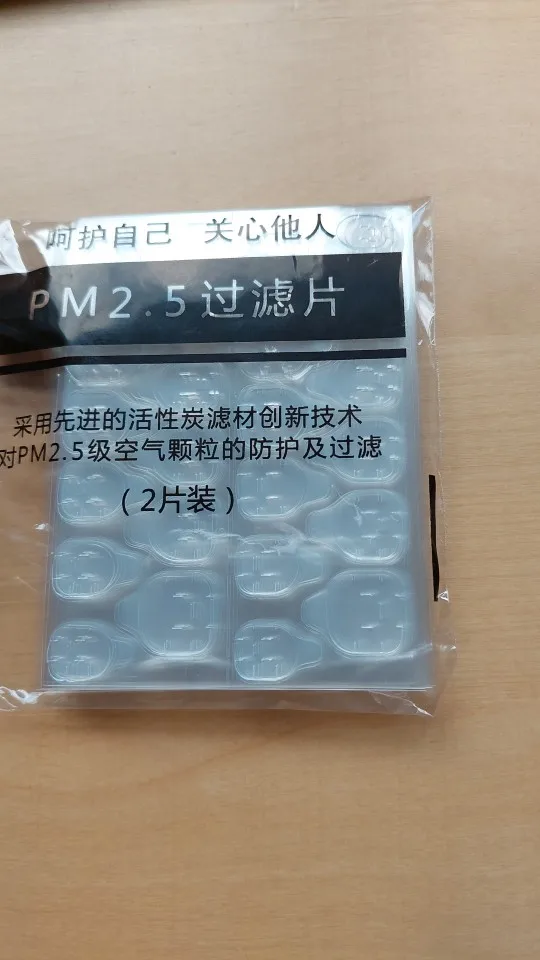 呵护自己 关心他人
PM2.5过滤片
采用先进的活性炭滤材创新技术
对PM2.5级空气颗粒的防护及过滤
(2片装)